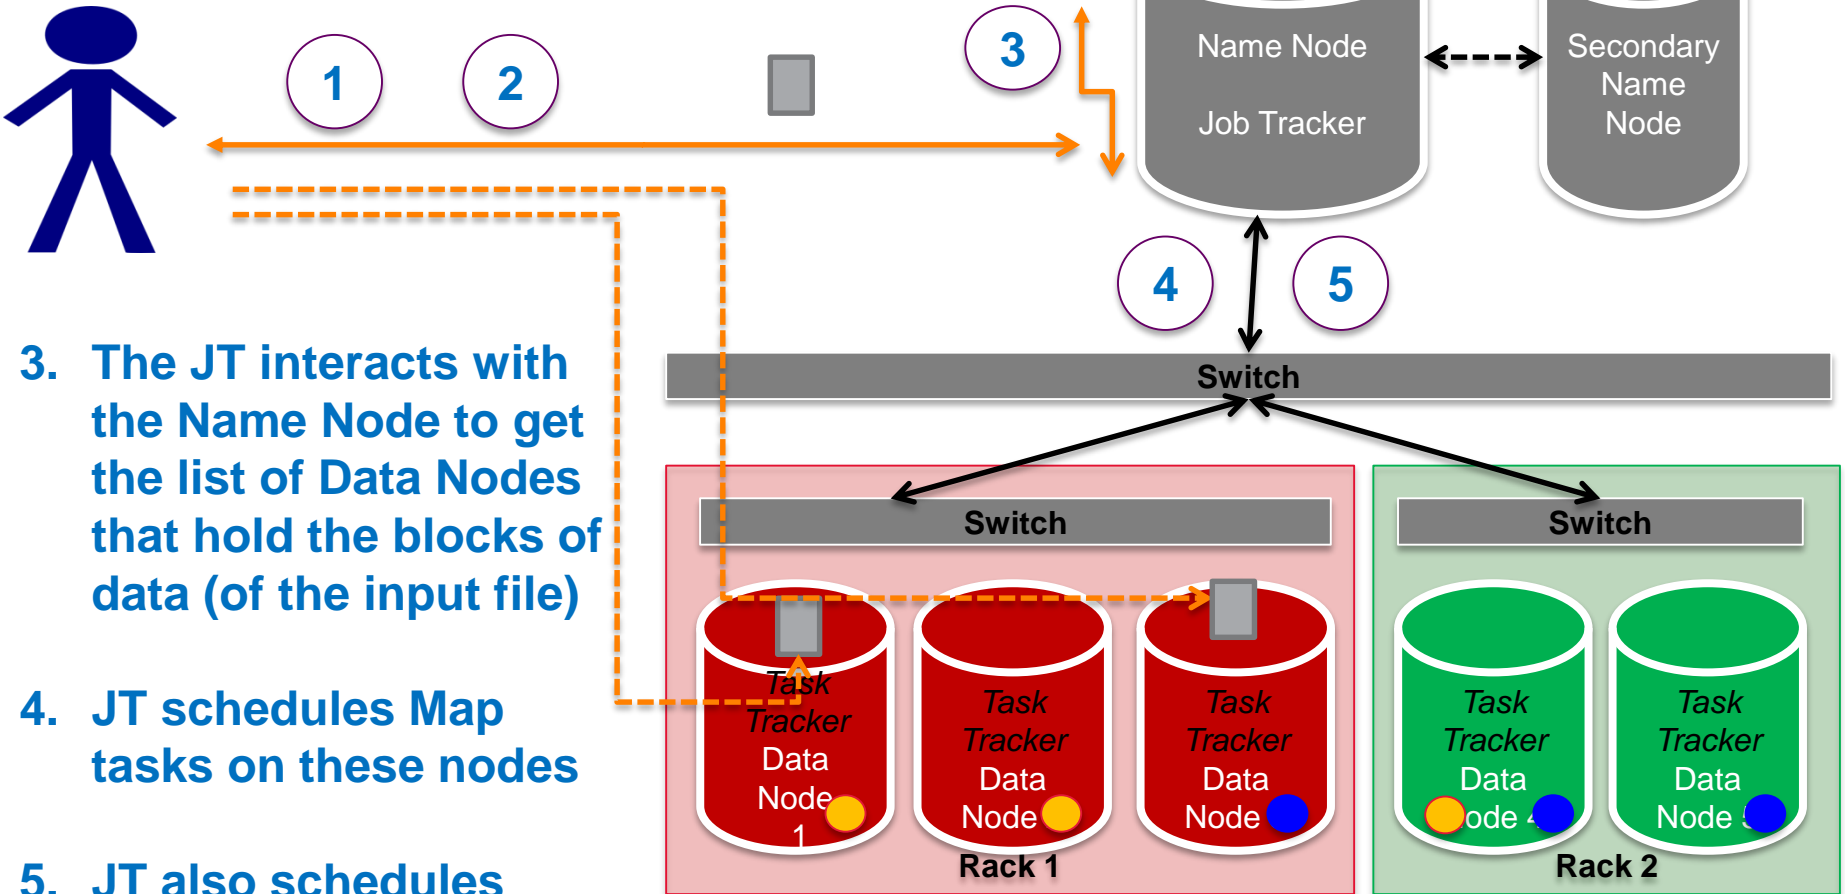 1
2
3
Name Node
Job Tracker
Secondary
Name
Node
4
5
3. The JT interacts with
the Name Node to get
the list of Data Nodes
that hold the blocks of
data (of the input file)
4. JT schedules Map
tasks on these nodes
5. JT also schedules
Switch
Switch
Switch
Task
Tracker
Data
Node
1
Task
Tracker
Data
Node
Task
Tracker
Data
Node
Rack 1
Task
Tracker
Data
ode 4
Task
Tracker
Data
Node 5
Rack 2